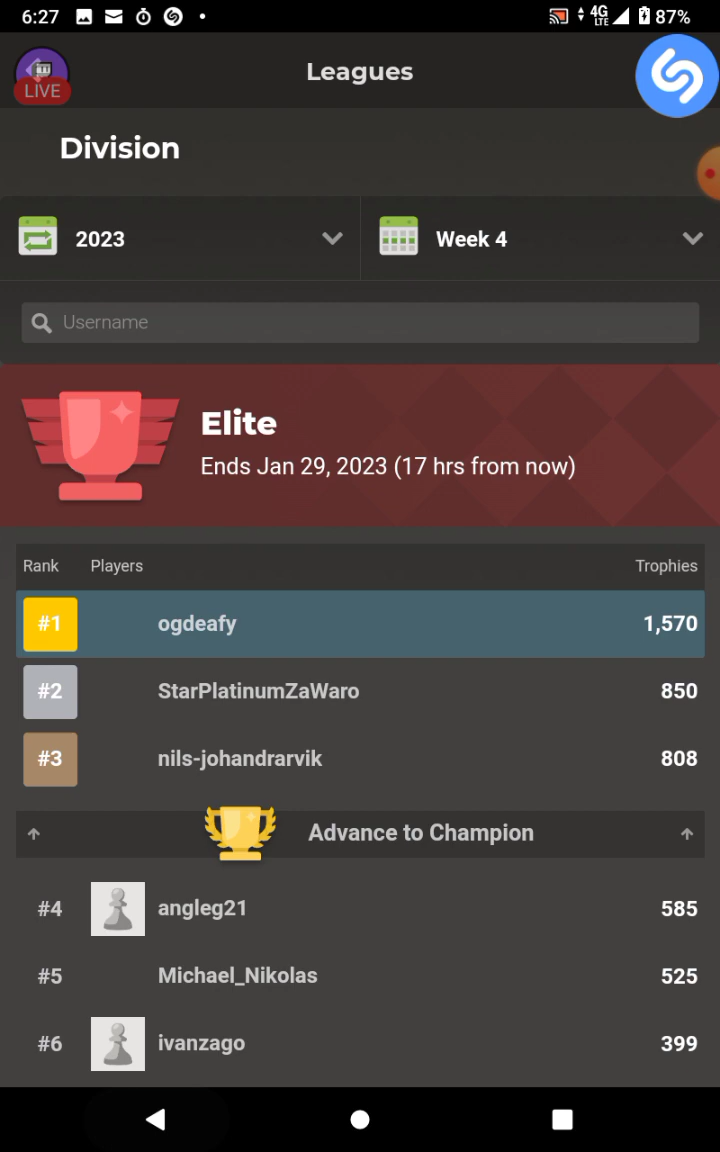 6:27
4G
LTE
87%
LIVE
Leagues
Division
2023
Week 4
Username
Elite
Ends Jan 29, 2023 (17 hrs from now)
Rank Players Trophies
#1 ogdeafy 1,570
#2 StarPlatinumZaWaro 850
#3 nils-johandrarvik 808
Advance to Champion
#4 angleg21 585
#5 Michael_Nikolas 525
#6 ivanzago 399